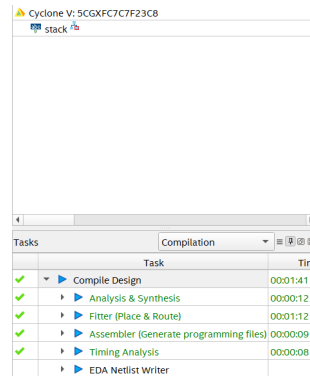 Cyclone V: 5CGXFC7C7F23C8
stack
Tasks Compilation
Task Tir
Compile Design 00:01:41
Analysis & Synthesis 00:00:12
Fitter (Place & Route) 00:01:12
Assembler (Generate programming files) 00:00:09
Timing Analysis 00:00:08
EDA Netlist Writer